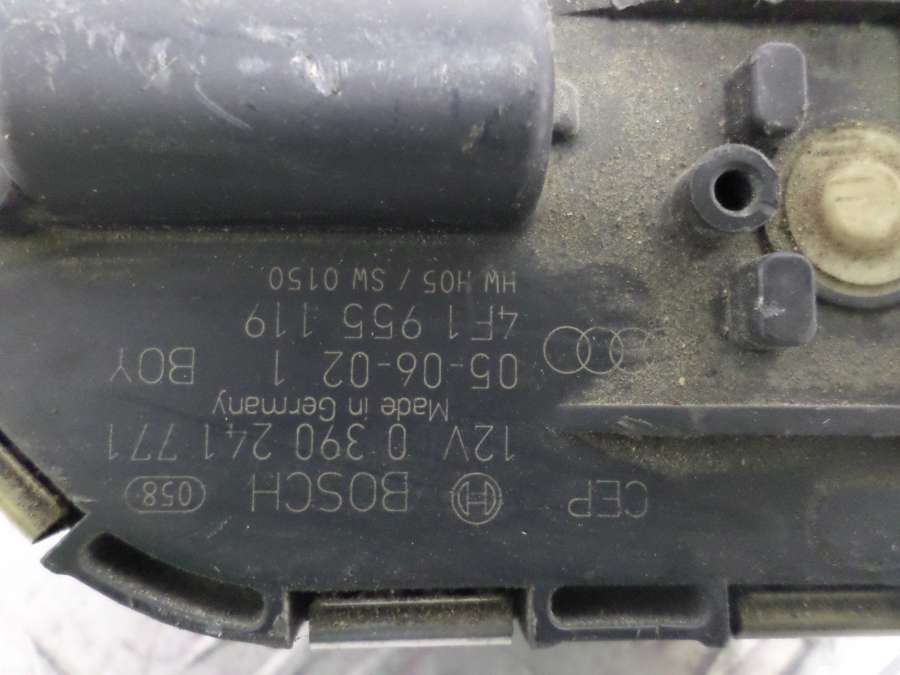 CEP BOSCH 058
12V 0 390 241 771
Made in Germany
05-06-02 1 BOY
4F1 955 119
HW H05 / SW 0150